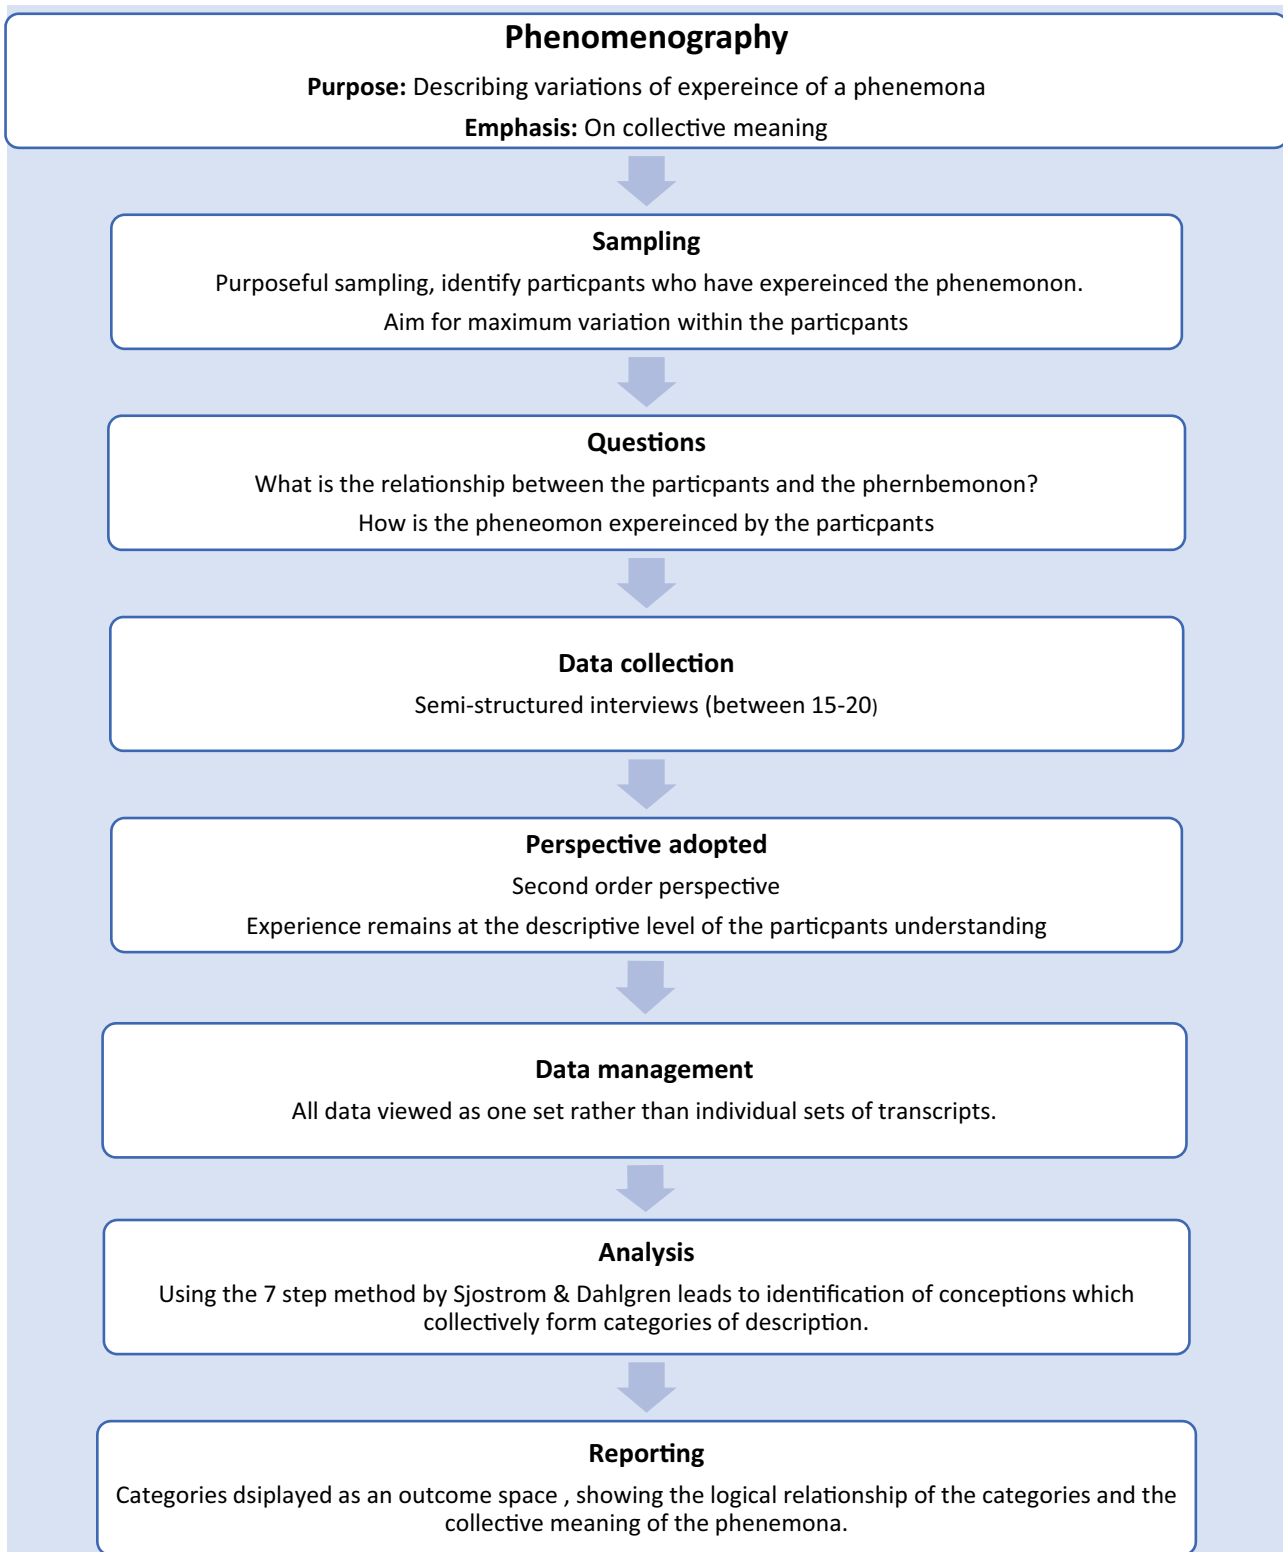 Phenomenography
Purpose: Describing variations of expereince of a phenemona
Emphasis: On collective meaning
Sampling
Purposeful sampling, identify particpants who have expereinced the phenemonon.
Aim for maximum variation within the particpants
Questions
What is the relationship between the particpants and the phernbemonon?
How is the pheneomon expereinced by the particpants
Data collection
Semi-structured interviews (between 15-20)
Perspective adopted
Second order perspective
Experience remains at the descriptive level of the particpants understanding
Data management
All data viewed as one set rather than individual sets of transcripts.
Analysis
Using the 7 step method by Sjostrom & Dahlgren leads to identification of conceptions which
collectively form categories of description.
Reporting
Categories dsiplayed as an outcome space , showing the logical relationship of the categories and the
collective meaning of the phenemona.